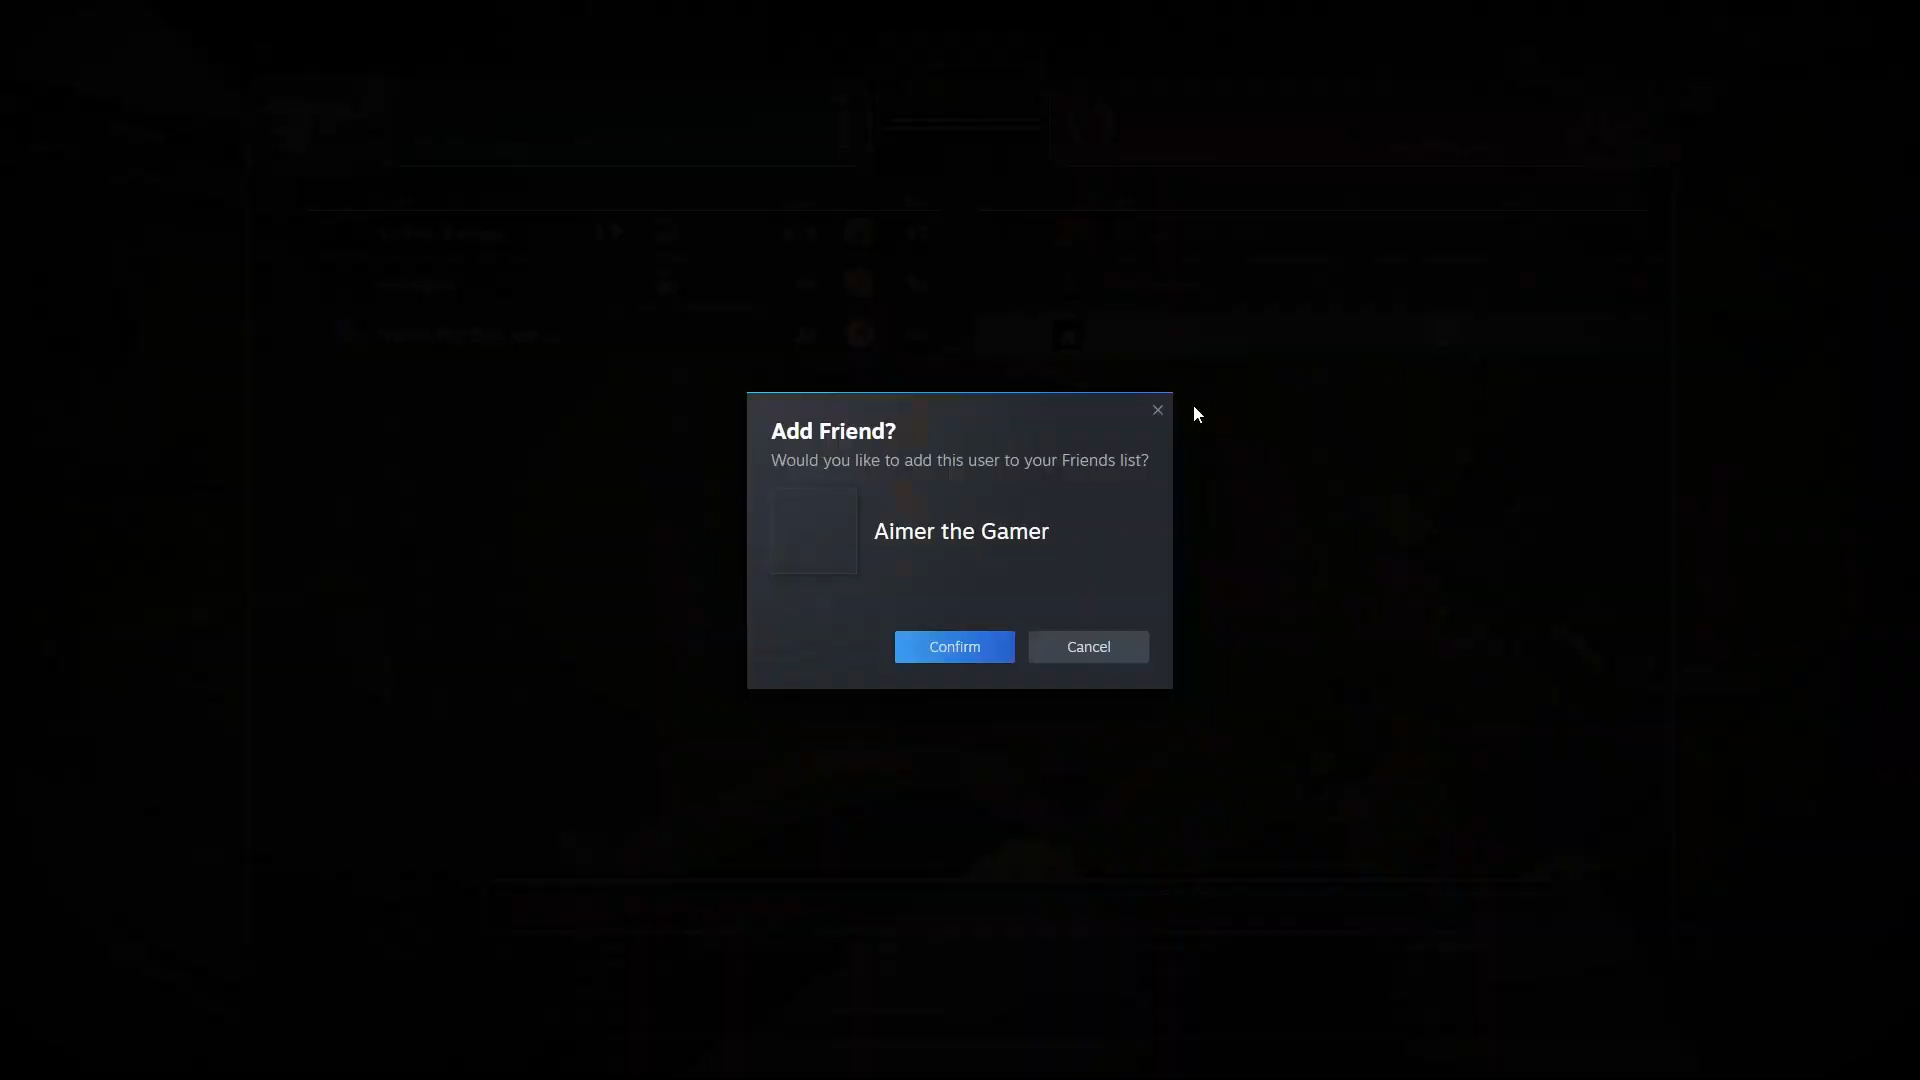 Add Friend?
Would you like to add this user to your Friends list?
Aimer the Gamer
Confirm
Cancel